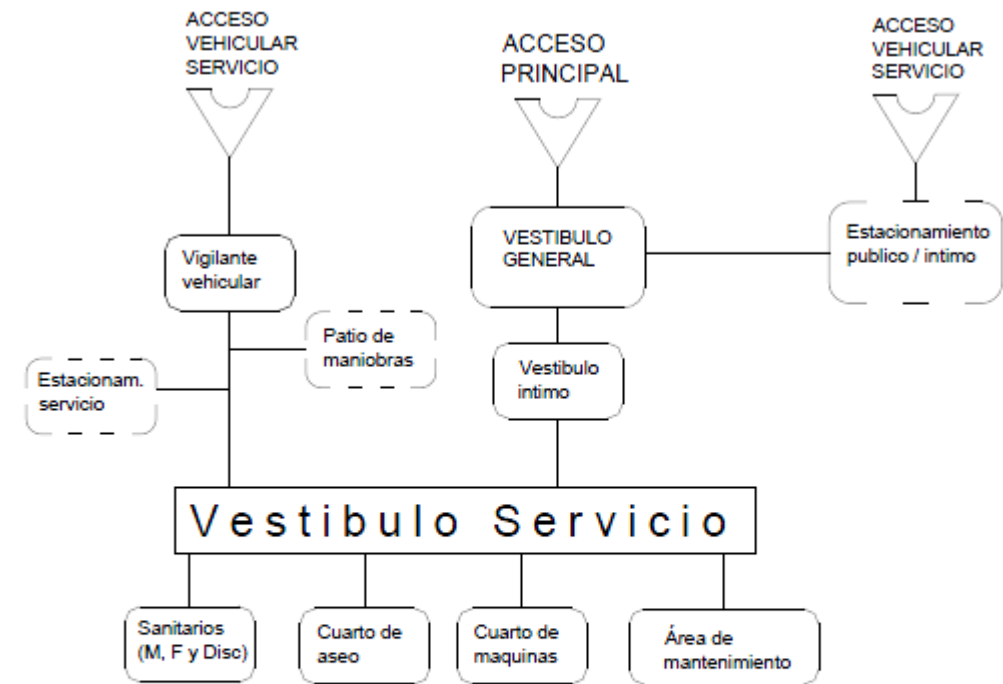 ACCESO
VEHICULAR
SERVICIO
ACCESO
PRINCIPAL
ACCESO
VEHICULAR
SERVICIO
Vigilante
vehicular
VESTIBULO
GENERAL
Estacionamiento
publico / intimo
Patio de
maniobras
Estacionam.
servicio
Vestibulo
intimo
Vestibulo Servicio
Sanitarios
(M, F y Disc)
Cuarto de
aseo
Cuarto de
maquinas
Área de
mantenimiento